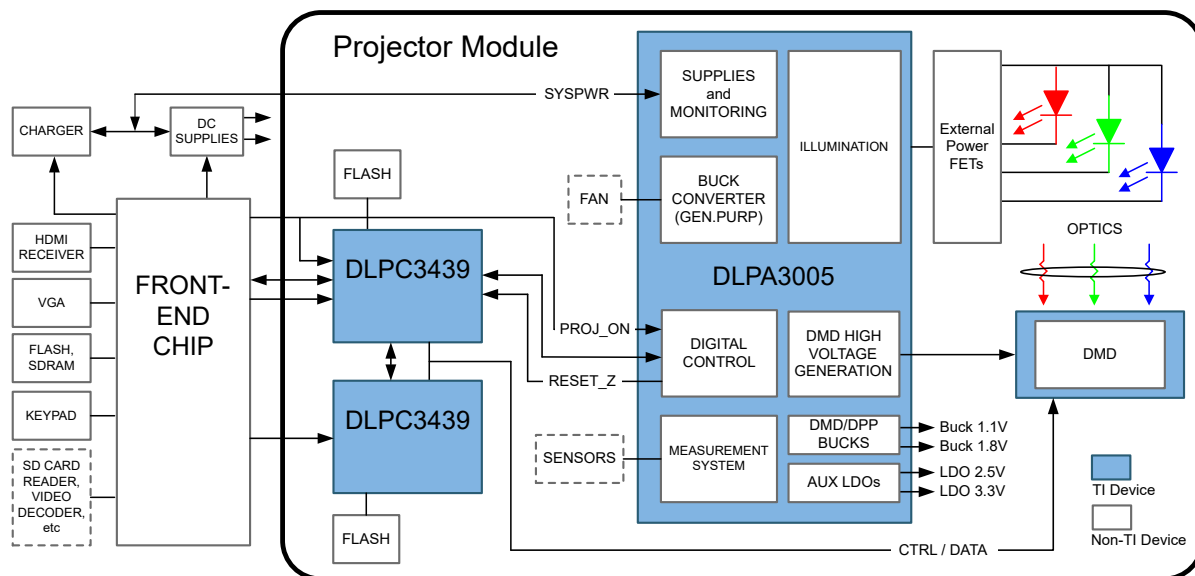 Projector Module
SYSPWR
SUPPLIES
and
MONITORING
ILLUMINATION
External
Power
FETs
CHARGER
DC
SUPPLIES
FLASH
FAN
BUCK
CONVERTER
(GEN.PURP)
HDMI
RECEIVER
VGA
FLASH,
SDRAM
KEYPAD
SD CARD
READER,
VIDEO
DECODER,
etc
FRONT-
END
CHIP
DLPC3439
DLPC3439
FLASH
DLPA3005
OPTICS
PROJ_ON
RESET_Z
DIGITAL
CONTROL
DMD HIGH
VOLTAGE
GENERATION
DMD
SENSORS
MEASUREMENT
SYSTEM
DMD/DPP
BUCKS
AUX LDOs
Buck 1.1V
Buck 1.8V
LDO 2.5V
LDO 3.3V
CTRL / DATA
TI Device
Non-TI Device